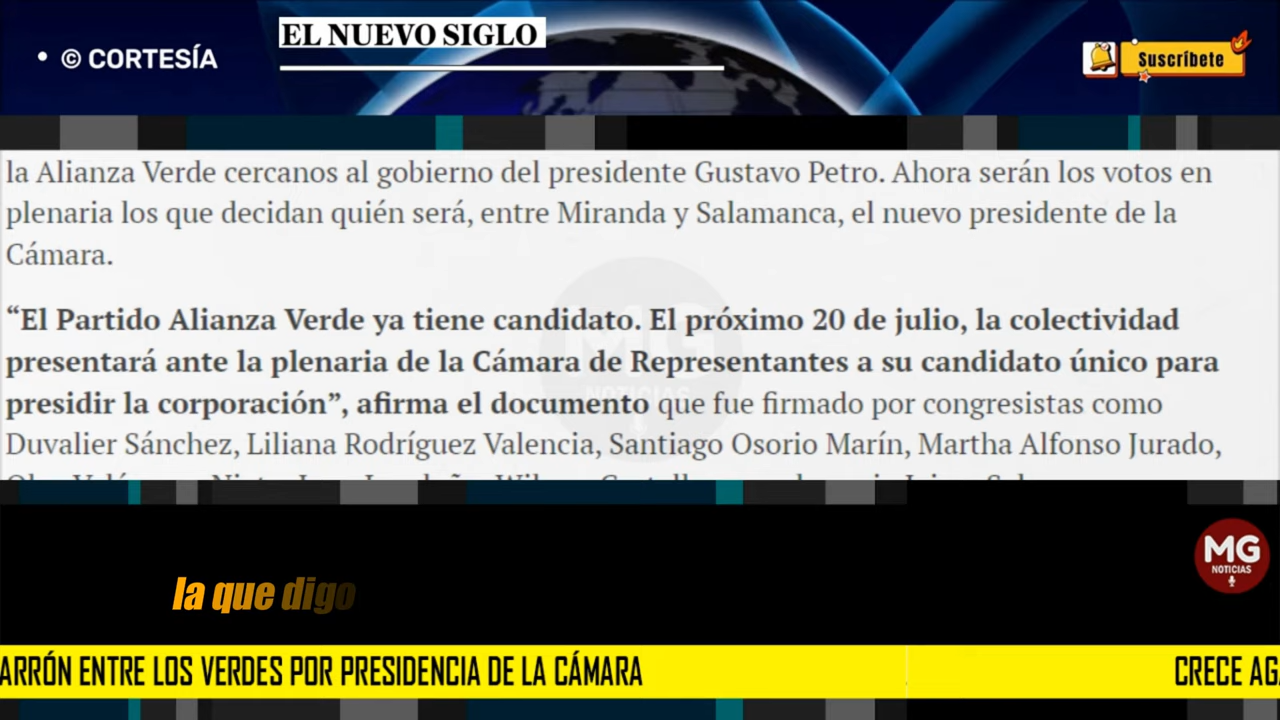 • © CORTESÍA
EL NUEVO SIGLO
Suscríbete
la Alianza Verde cercanos al gobierno del presidente Gustavo Petro. Ahora serán los votos en
plenaria los que decidan quién será, entre Miranda y Salamanca, el nuevo presidente de la
Cámara.
“El Partido Alianza Verde ya tiene candidato. El próximo 20 de julio, la colectividad
presentará ante la plenaria de la Cámara de Representantes a su candidato único para
presidir la corporación”, afirma el documento que fue firmado por congresistas como
Duvalier Sánchez, Liliana Rodríguez Valencia, Santiago Osorio Marín, Martha Alfonso Jurado,
MG
NOTICIAS
MG
NOTICIAS
la que digo
ARRÓN ENTRE LOS VERDES POR PRESIDENCIA DE LA CÁMARA
CRECE AGA